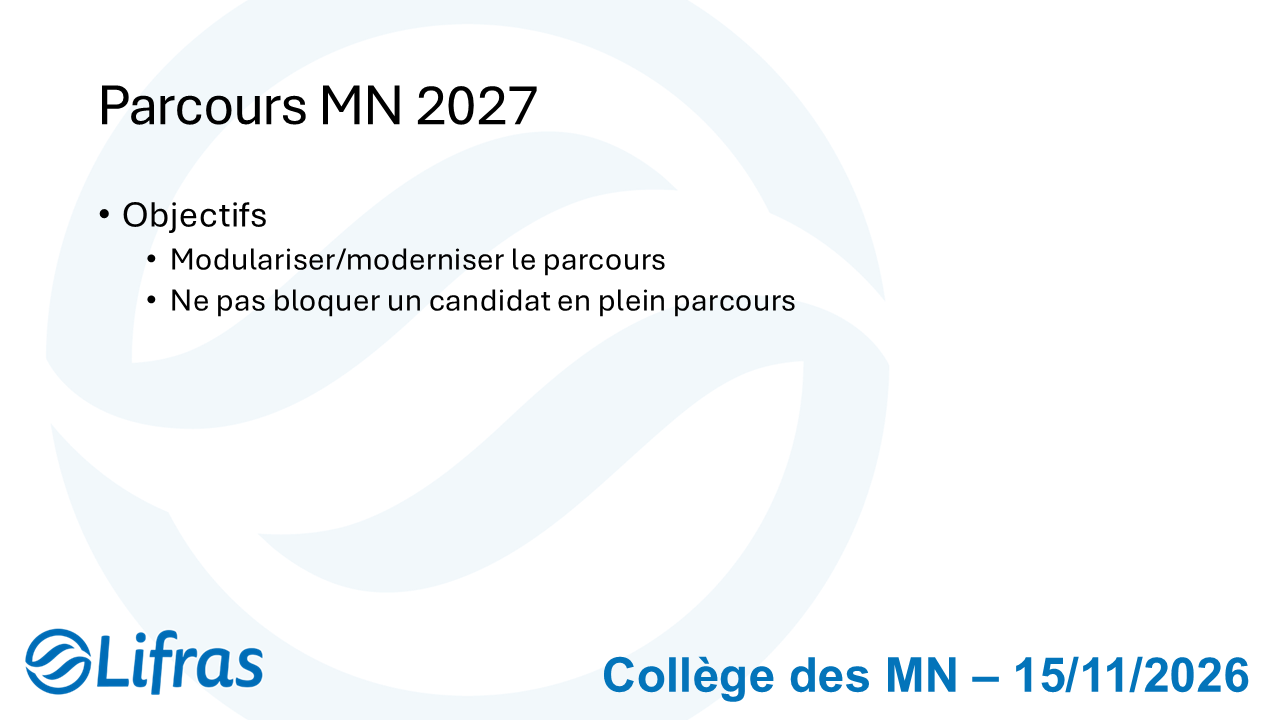 Parcours MN 2027
• Objectifs
• Modulariser/moderniser le parcours
• Ne pas bloquer un candidat en plein parcours
Lifras
Collège des MN – 15/11/2026